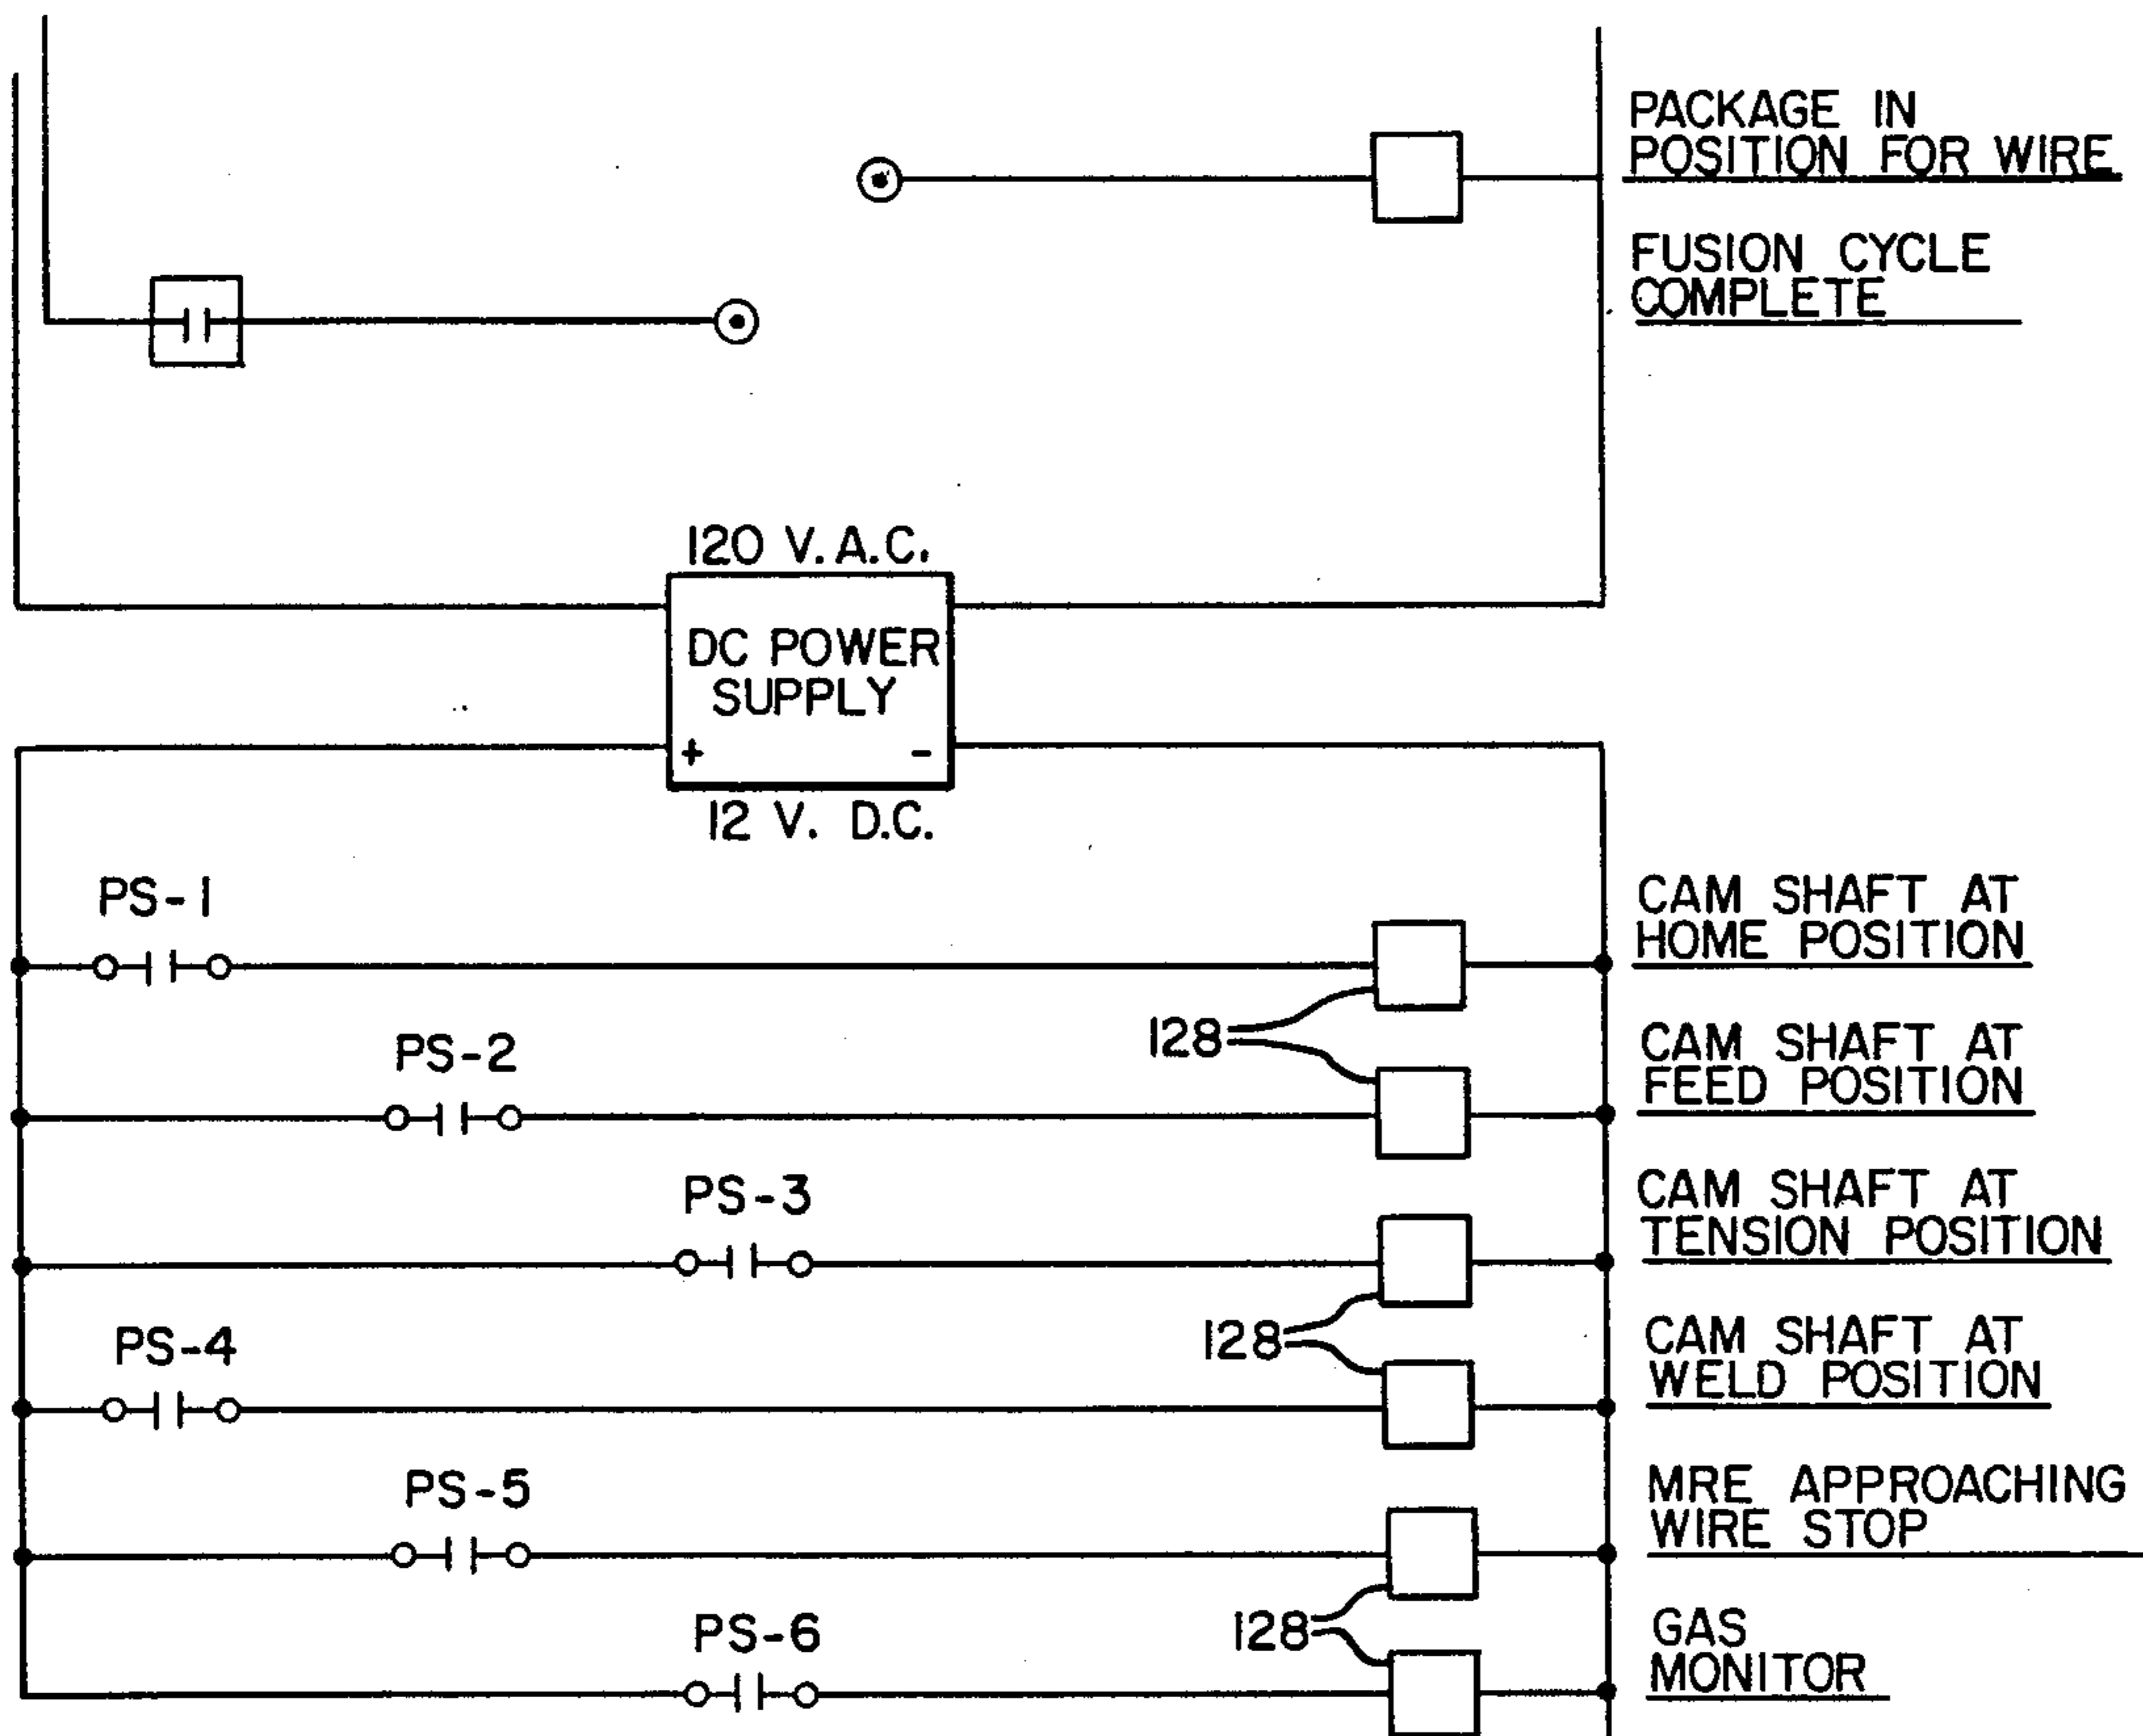 PACKAGE IN
POSITION FOR WIRE
FUSION CYCLE
COMPLETE
120 V.A.C.
DC POWER
SUPPLY
+ -
12 V. D.C.
PS-1
CAM SHAFT AT
HOME POSITION
128
PS-2
CAM SHAFT AT
FEED POSITION
PS-3
CAM SHAFT AT
TENSION POSITION
128
PS-4
CAM SHAFT AT
WELD POSITION
PS-5
MRE APPROACHING
WIRE STOP
128
PS-6
GAS
MONITOR